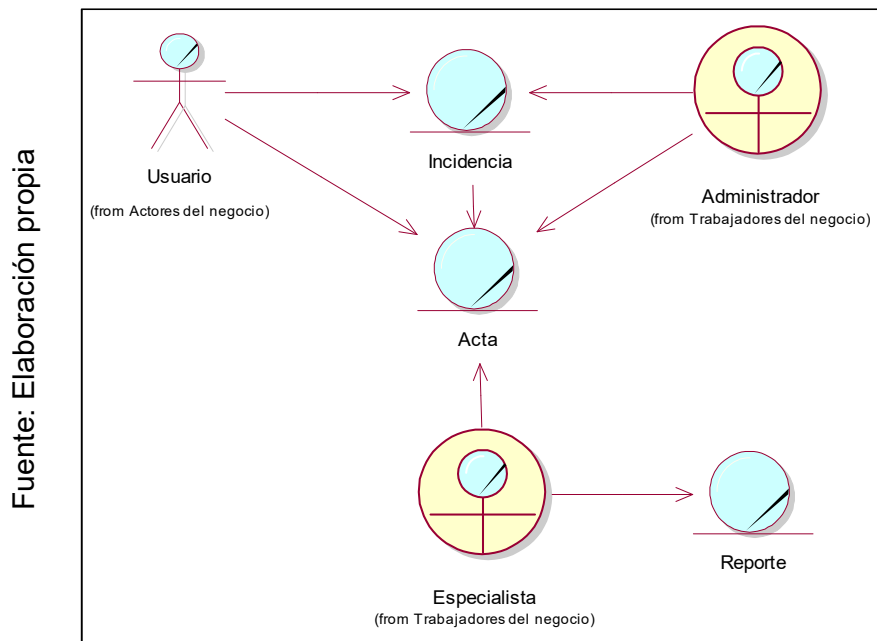 Fuente: Elaboración propia
Usuario
(from Actores del negocio)
Incidencia
Administrador
(from Trabajadores del negocio)
Acta
Especialista
(from Trabajadores del negocio)
Reporte